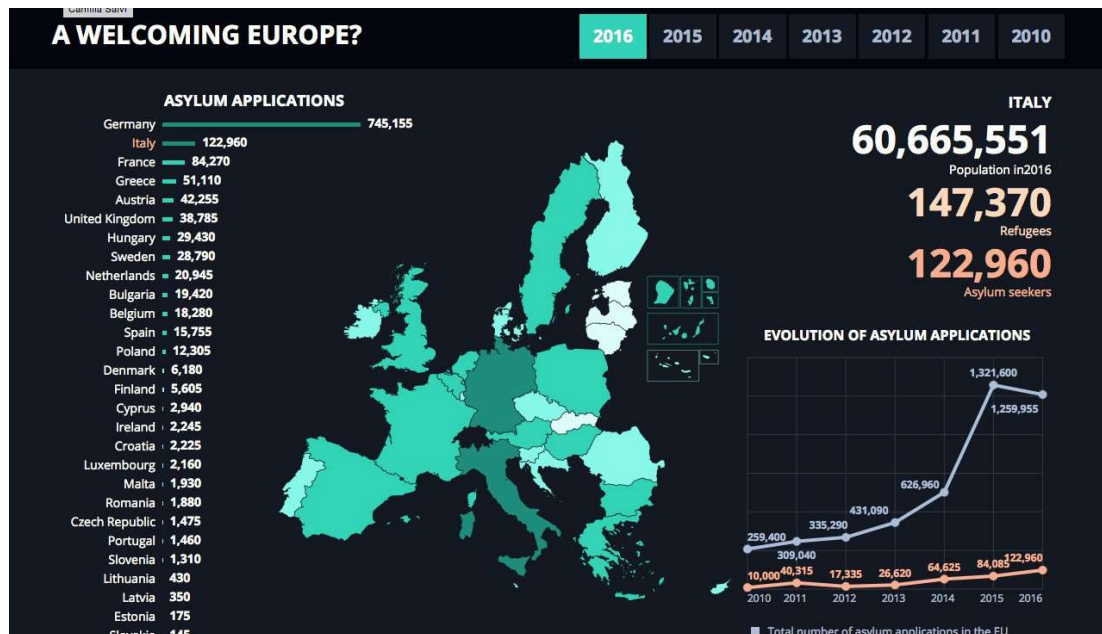 Camilla Salvi
A WELCOMING EUROPE?
2016 2015 2014 2013 2012 2011 2010
ASYLUM APPLICATIONS
Germany 745,155
Italy 122,960
France 84,270
Greece 51,110
Austria 42,255
United Kingdom 38,785
Hungary 29,430
Sweden 28,790
Netherlands 20,945
Bulgaria 19,420
Belgium 18,280
Spain 15,755
Poland 12,305
Denmark 6,180
Finland 5,605
Cyprus 2,940
Ireland 2,245
Croatia 2,225
Luxembourg 2,160
Malta 1,930
Romania 1,880
Czech Republic 1,475
Portugal 1,460
Slovenia 1,310
Lithuania 430
Latvia 350
Estonia 175
Slovakia 145
ITALY
60,665,551
Population in2016
147,370
Refugees
122,960
Asylum seekers
EVOLUTION OF ASYLUM APPLICATIONS
1,321,600
1,259,955
626,960
431,090
335,290
259,400
309,040
10,000 40,315 17,335 26,620 64,625 84,085 122,960
2010 2011 2012 2013 2014 2015 2016
Total number of asylum applications in the EU